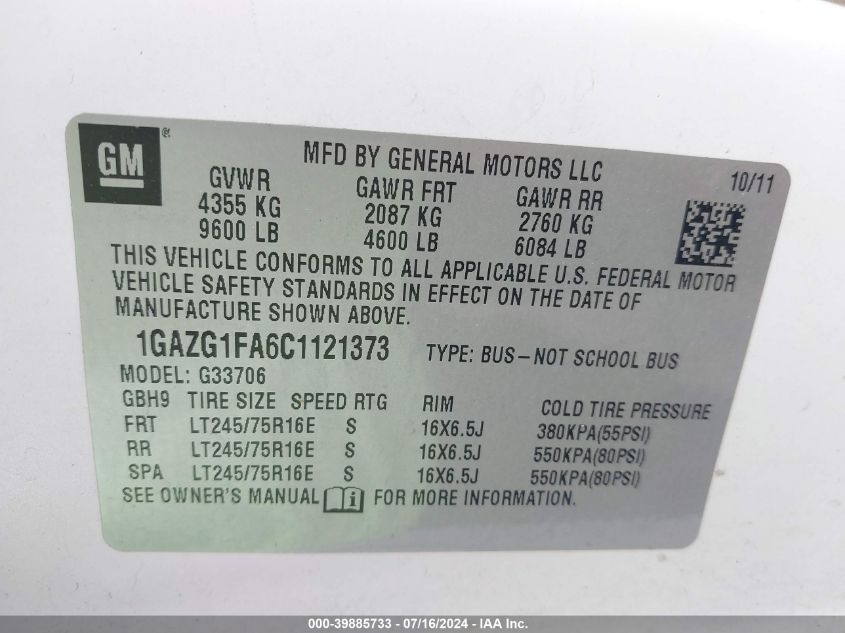 GM ®
MFD BY GENERAL MOTORS LLC
10/11
GVWR GAWR FRT GAWR RR
4355 KG 2087 KG 2760 KG
9600 LB 4600 LB 6084 LB
THIS VEHICLE CONFORMS TO ALL APPLICABLE U.S. FEDERAL MOTOR
VEHICLE SAFETY STANDARDS IN EFFECT ON THE DATE OF
MANUFACTURE SHOWN ABOVE.
1GAZG1FA6C1121373 TYPE: BUS–NOT SCHOOL BUS
MODEL: G33706
GBH9 TIRE SIZE SPEED RTG RIM COLD TIRE PRESSURE
FRT LT245/75R16E S 16X6.5J 380KPA(55PSI)
RR LT245/75R16E S 16X6.5J 550KPA(80PSI)
SPA LT245/75R16E S 16X6.5J 550KPA(80PSI)
SEE OWNER'S MANUAL i FOR MORE INFORMATION.
000-39885733 - 07/16/2024 - IAA Inc.